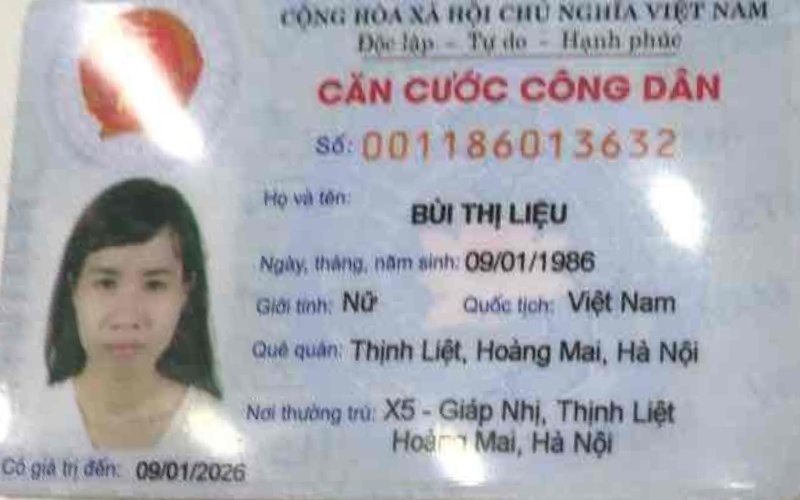 CỘNG HÒA XÃ HỘI CHỦ NGHĨA VIỆT NAM
Độc lập - Tự do - Hạnh phúc
CĂN CƯỚC CÔNG DÂN
Số: 001186013632
Họ và tên: BÙI THỊ LIỆU
Ngày, tháng, năm sinh: 09/01/1986
Giới tính: Nữ Quốc tịch: Việt Nam
Quê quán: Thịnh Liệt, Hoàng Mai, Hà Nội
Nơi thường trú: X5 - Giáp Nhị, Thịnh Liệt
Hoàng Mai, Hà Nội
Có giá trị đến: 09/01/2026